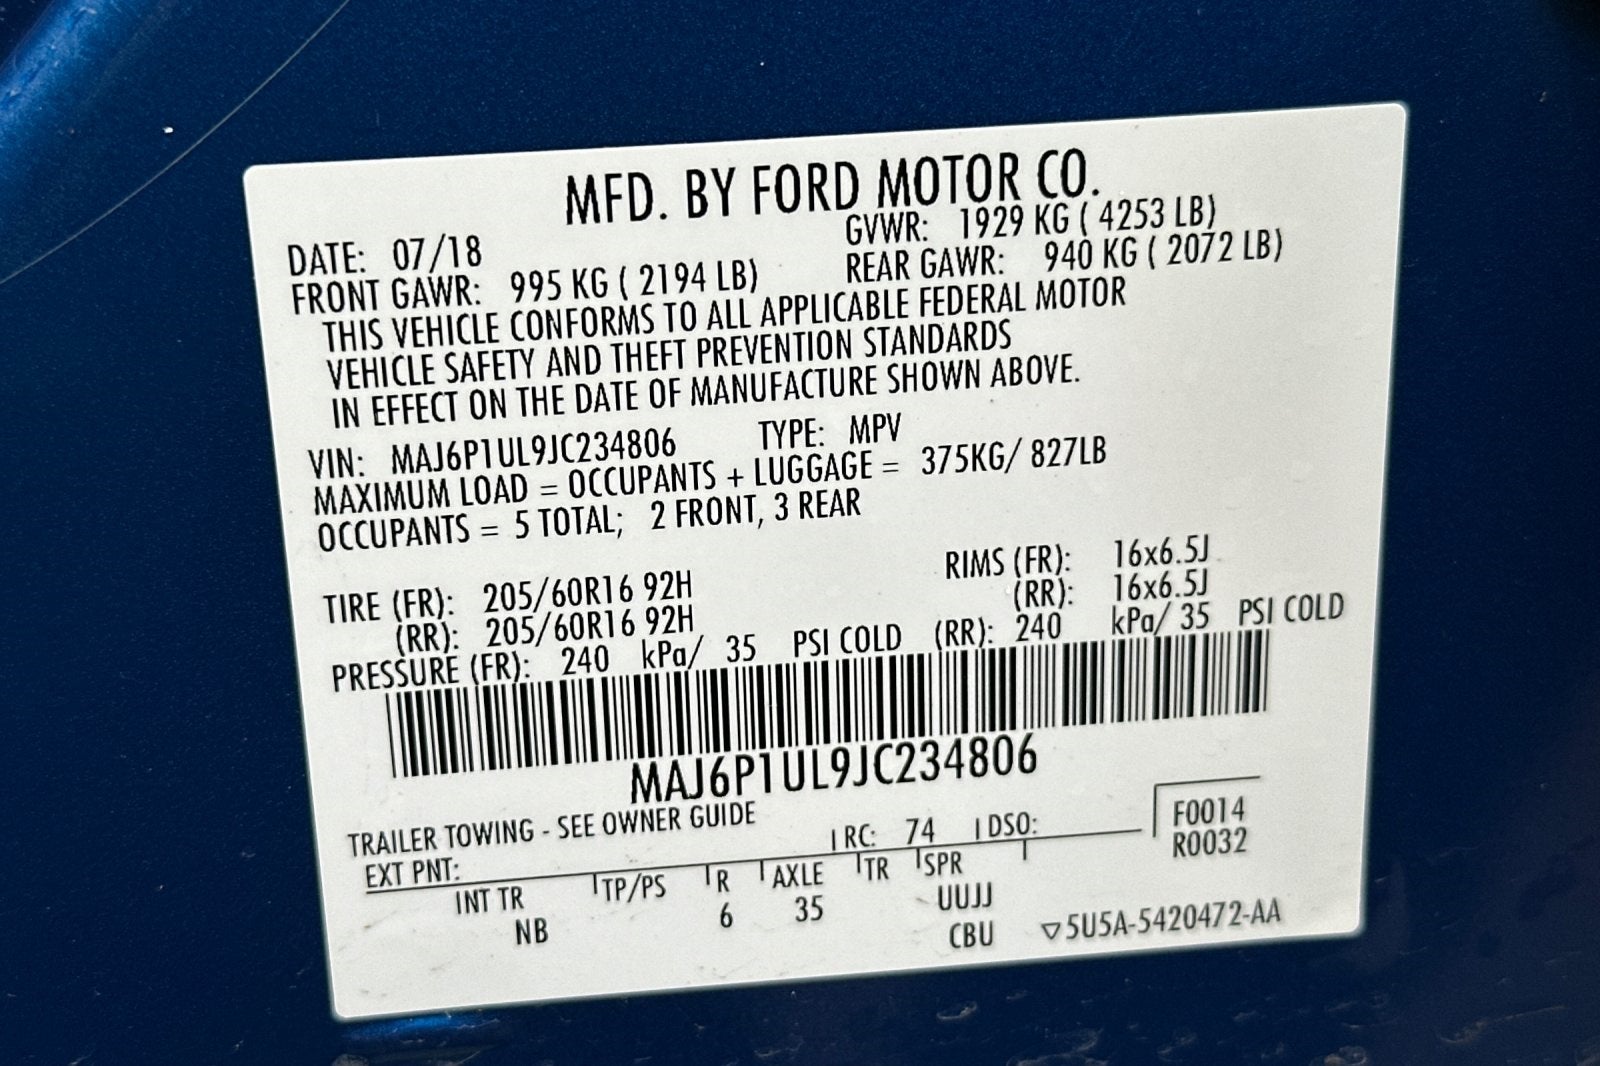 MFD. BY FORD MOTOR CO.
DATE: 07/18 GVWR: 1929 KG ( 4253 LB)
FRONT GAWR: 995 KG ( 2194 LB) REAR GAWR: 940 KG ( 2072 LB)
THIS VEHICLE CONFORMS TO ALL APPLICABLE FEDERAL MOTOR
VEHICLE SAFETY AND THEFT PREVENTION STANDARDS
IN EFFECT ON THE DATE OF MANUFACTURE SHOWN ABOVE.
VIN: MAJ6P1UL9JC234806 TYPE: MPV
MAXIMUM LOAD = OCCUPANTS + LUGGAGE = 375KG/ 827LB
OCCUPANTS = 5 TOTAL; 2 FRONT, 3 REAR
TIRE (FR): 205/60R16 92H RIMS (FR): 16x6.5J
(RR): 205/60R16 92H (RR): 16x6.5J
PRESSURE (FR): 240 kPa/ 35 PSI COLD (RR): 240 kPa/ 35 PSI COLD
MAJ6P1UL9JC234806
TRAILER TOWING - SEE OWNER GUIDE
EXT PNT: RC: 74 DSO: F0014
R0032
INT TR TP/PS R AXLE TR SPR
NB 6 35 UUJJ
CBU ▽5U5A-5420472-AA